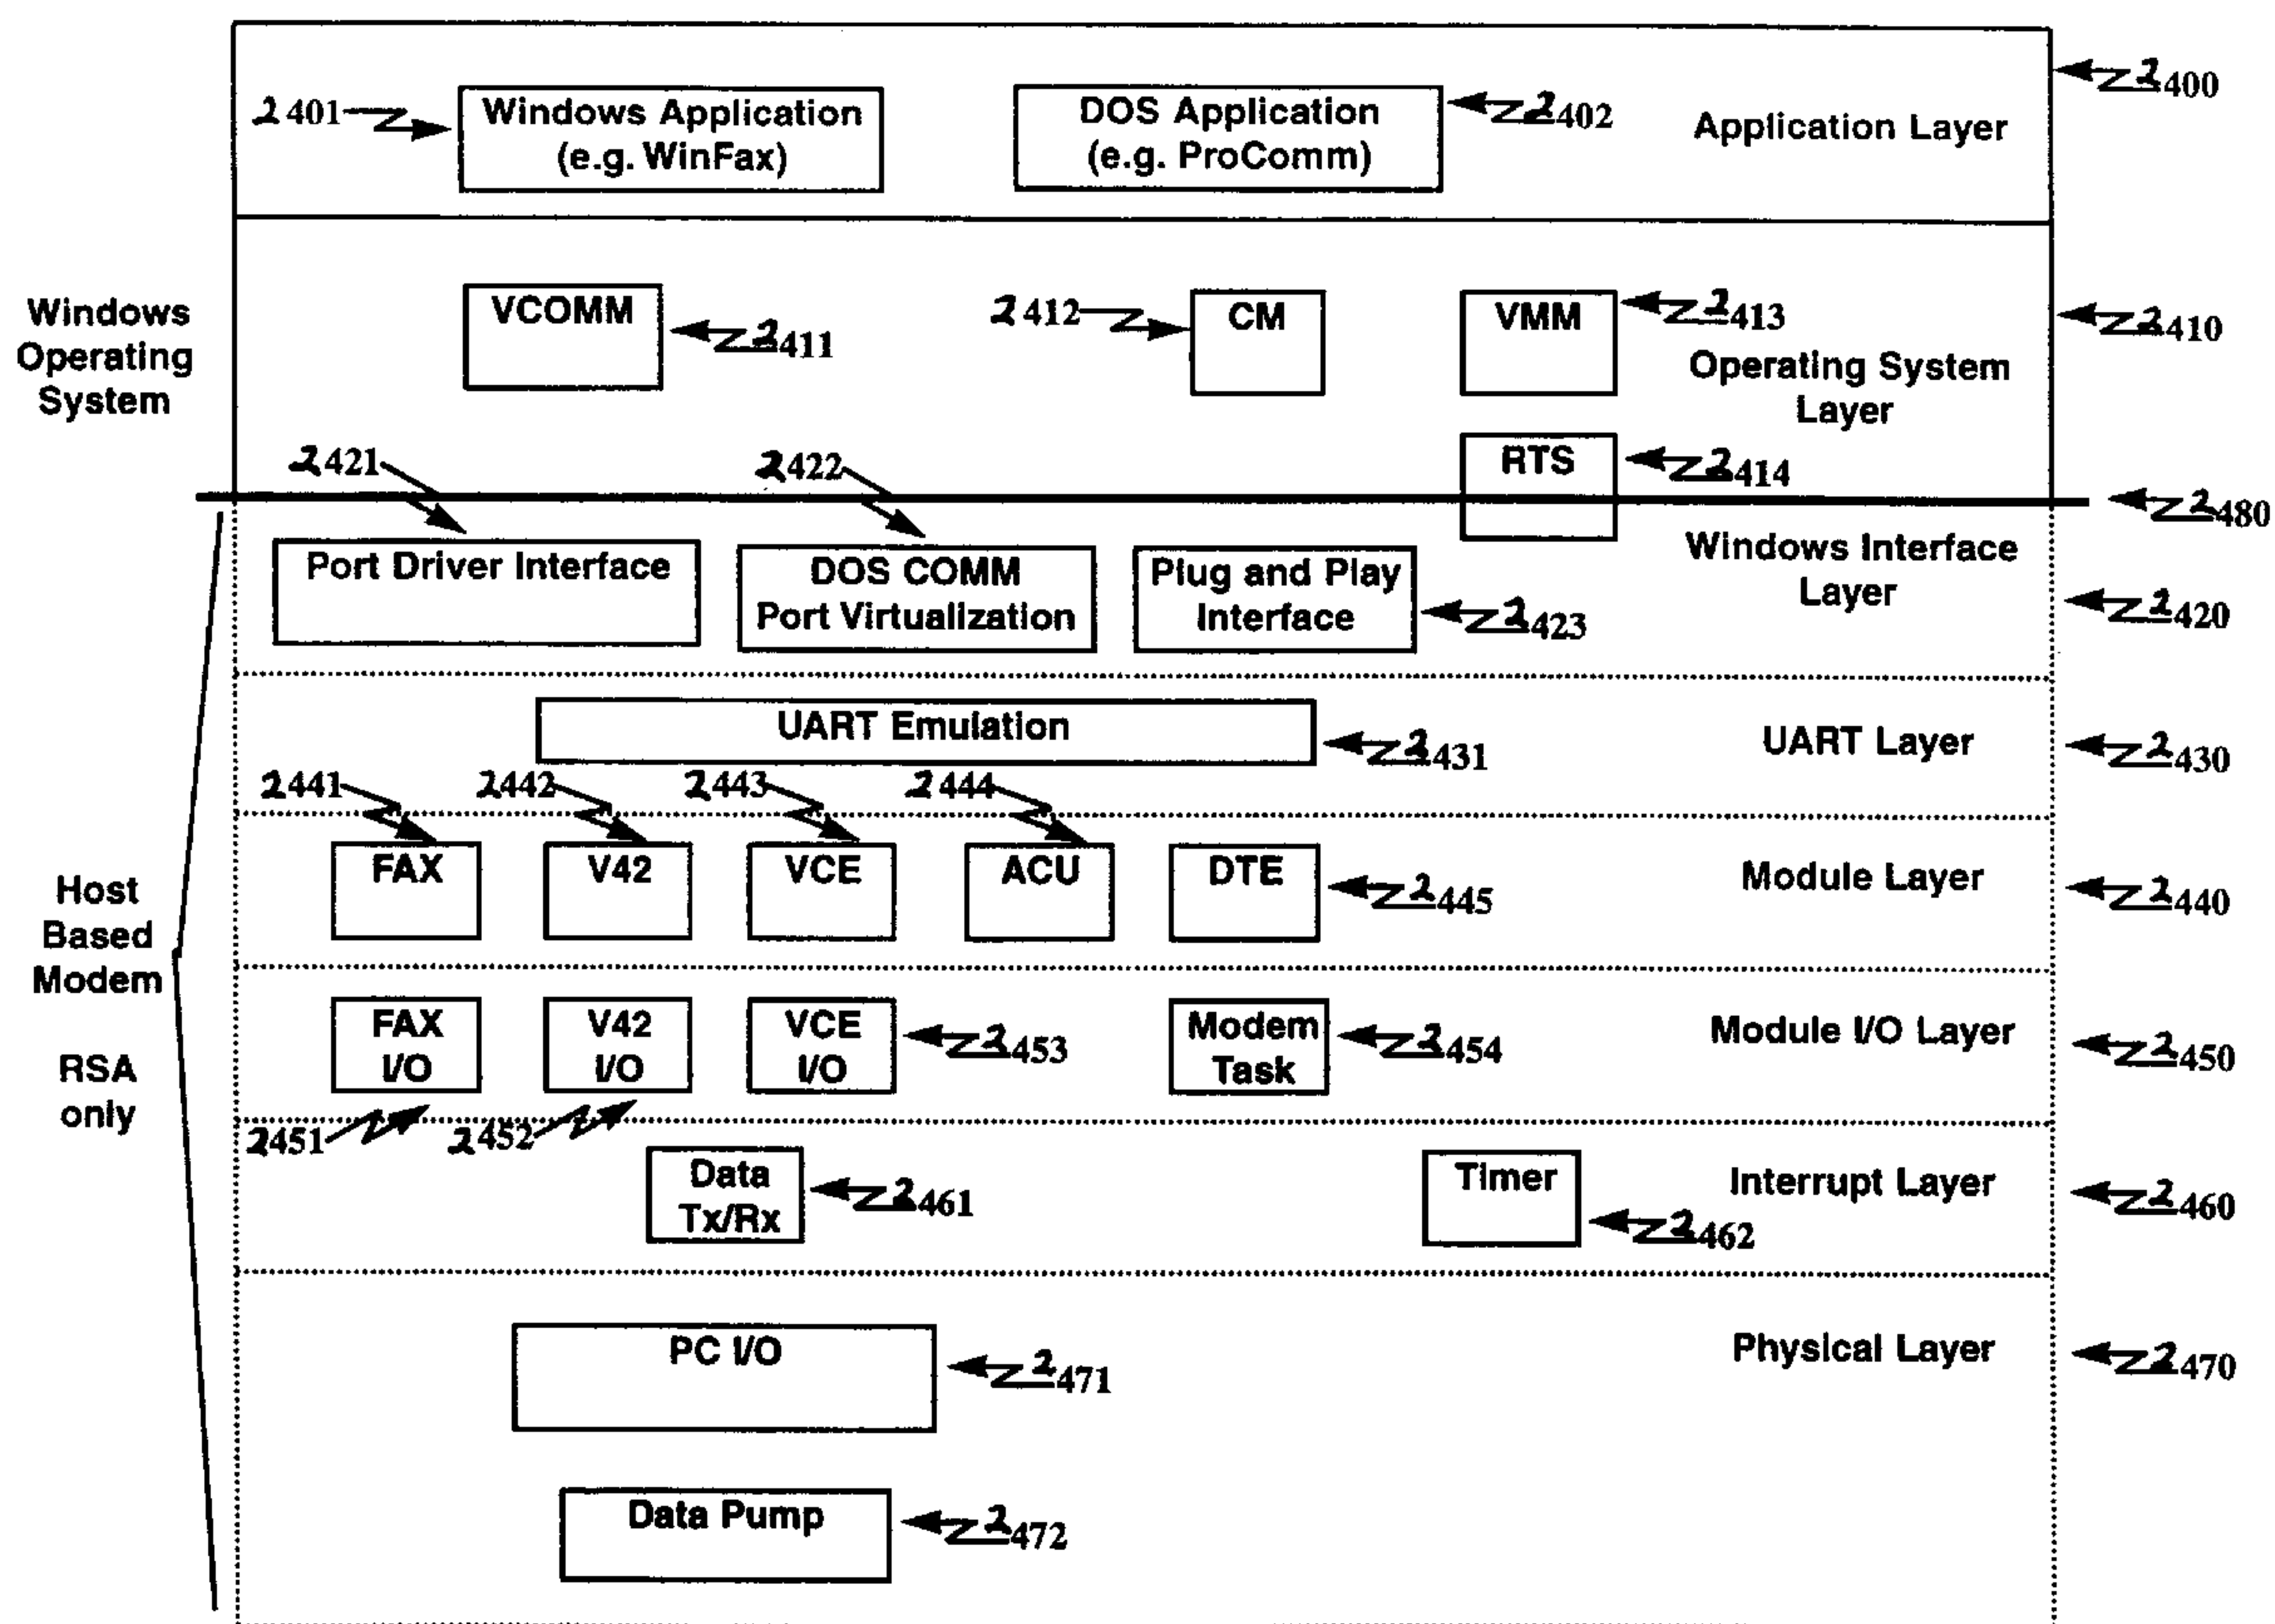 2400
2401
Windows Application
(e.g. WinFax)
DOS Application
(e.g. ProComm)
2402
Application Layer
Windows
Operating
System
VCOMM
2411
2412
CM
VMM
2413
2410
Operating System
Layer
RTS
2414
2421
2422
2480
Port Driver Interface
DOS COMM
Port Virtualization
Plug and Play
Interface
2423
Windows Interface
Layer
2420
UART Emulation
2431
UART Layer
2430
2441
2442
2443
2444
FAX
V42
VCE
ACU
DTE
2445
Module Layer
2440
Host
Based
Modem
RSA
only
FAX
I/O
V42
I/O
VCE
I/O
2453
Modem
Task
2454
Module I/O Layer
2450
2451
2452
Data
Tx/Rx
2461
Timer
2462
Interrupt Layer
2460
PC I/O
2471
Physical Layer
2470
Data Pump
2472